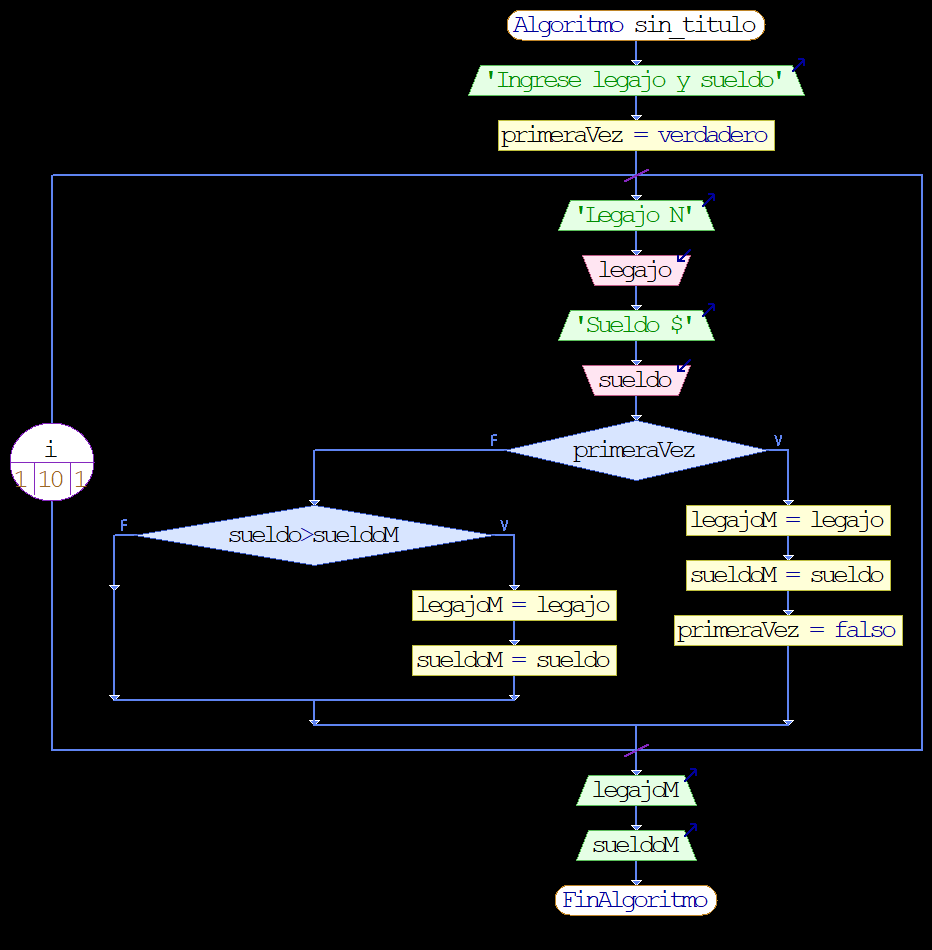 Algoritmo sin_titulo
'Ingrese legajo y sueldo'
primeraVez = verdadero
'Legajo N'
legajo
'Sueldo $'
sueldo
i
1 10 1
F
primeraVez
V
F
sueldo>sueldoM
V
legajoM = legajo
sueldoM = sueldo
legajoM = legajo
sueldoM = sueldo
primeraVez = falso
legajoM
sueldoM
FinAlgoritmo